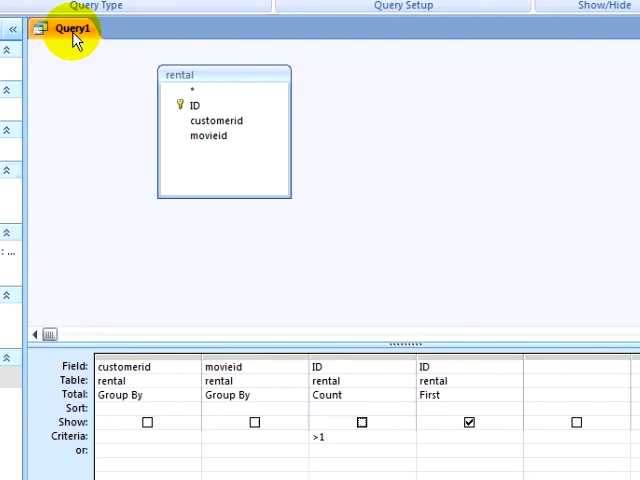 Query Type Query Setup Show/Hide
Query1
rental
*
ID
customerid
movieid
: ...
Field: customerid movieid ID ID
Table: rental rental rental rental
Total: Group By Group By Count First
Sort:
Show:
Criteria: >1
or: